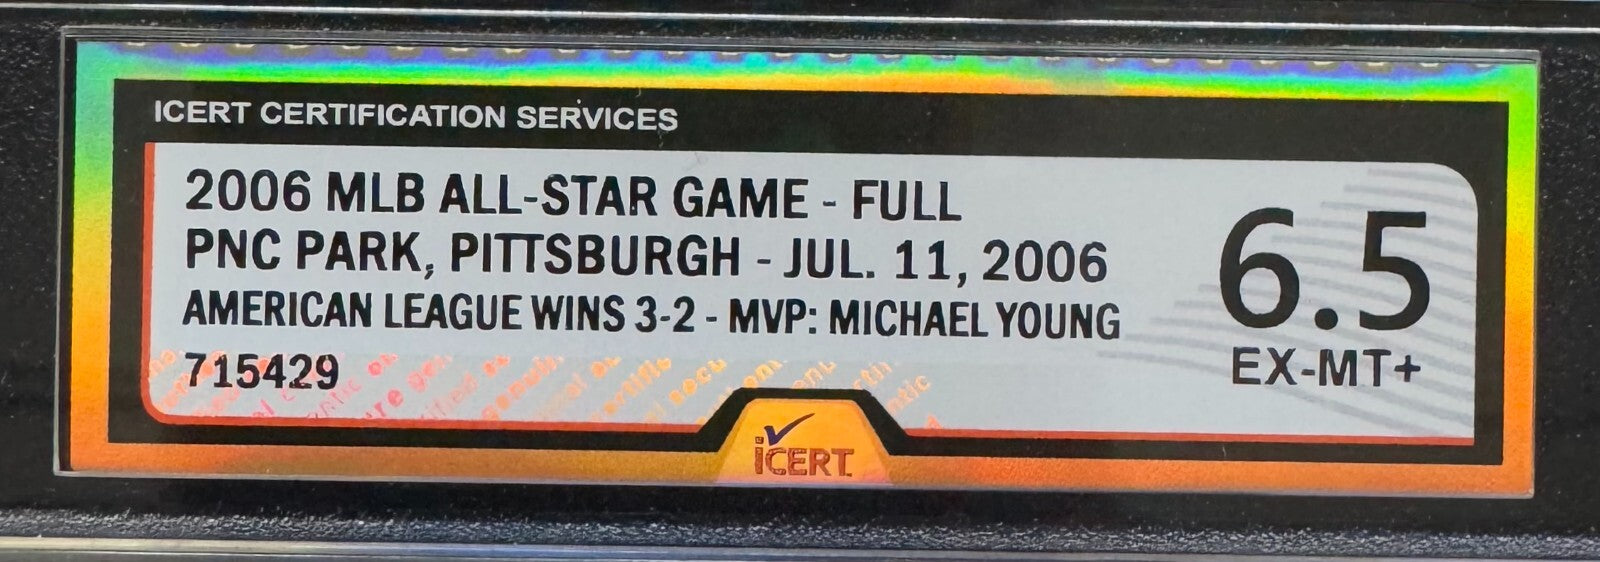 ICERT CERTIFICATION SERVICES
2006 MLB ALL-STAR GAME - FULL
PNC PARK, PITTSBURGH - JUL. 11, 2006
AMERICAN LEAGUE WINS 3-2 - MVP: MICHAEL YOUNG
715429
6.5
EX-MT+
iCERT